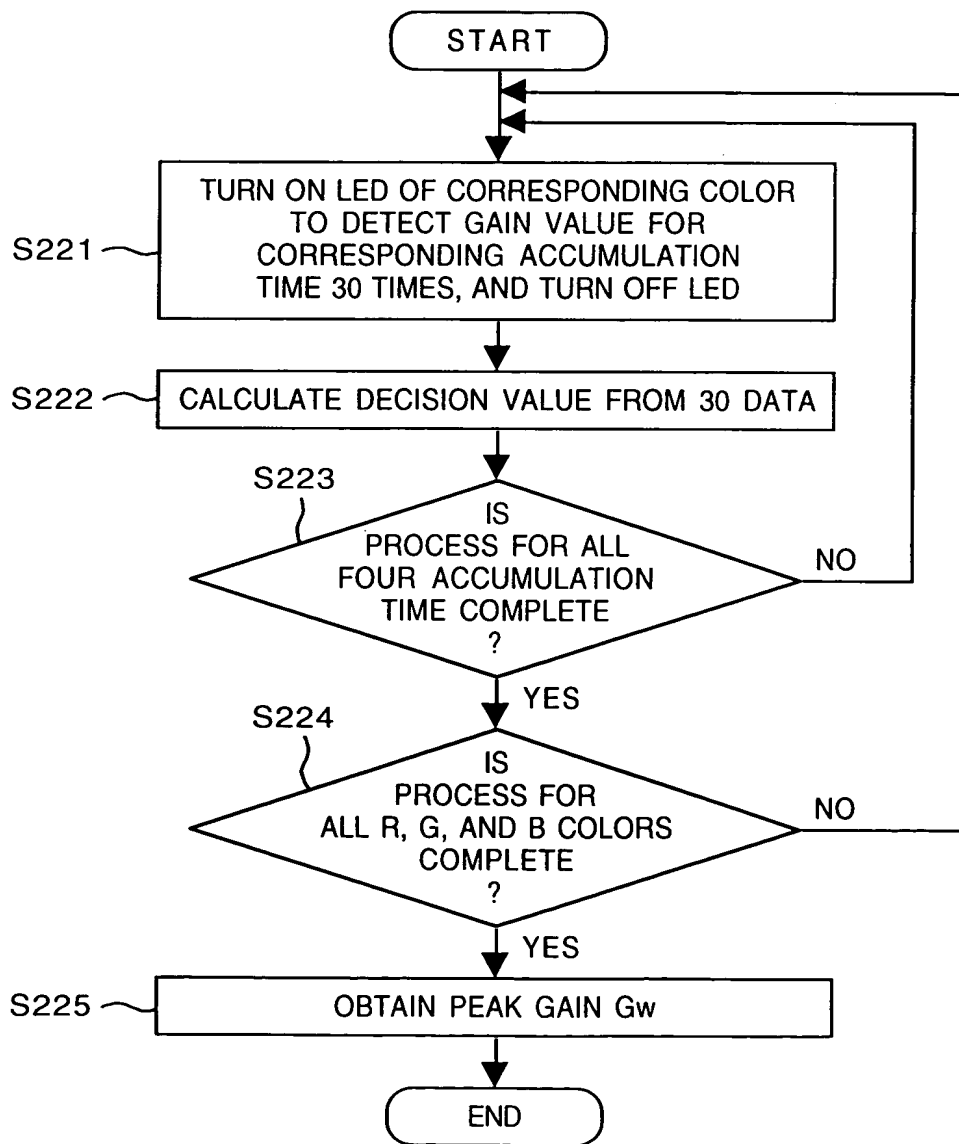 START
TURN ON LED OF CORRESPONDING COLOR
TO DETECT GAIN VALUE FOR
CORRESPONDING ACCUMULATION
TIME 30 TIMES, AND TURN OFF LED
S221
S222
CALCULATE DECISION VALUE FROM 30 DATA
S223
IS
PROCESS FOR ALL
FOUR ACCUMULATION
TIME COMPLETE
?
NO
YES
S224
IS
PROCESS FOR
ALL R, G, AND B COLORS
COMPLETE
?
NO
YES
S225
OBTAIN PEAK GAIN Gw
END